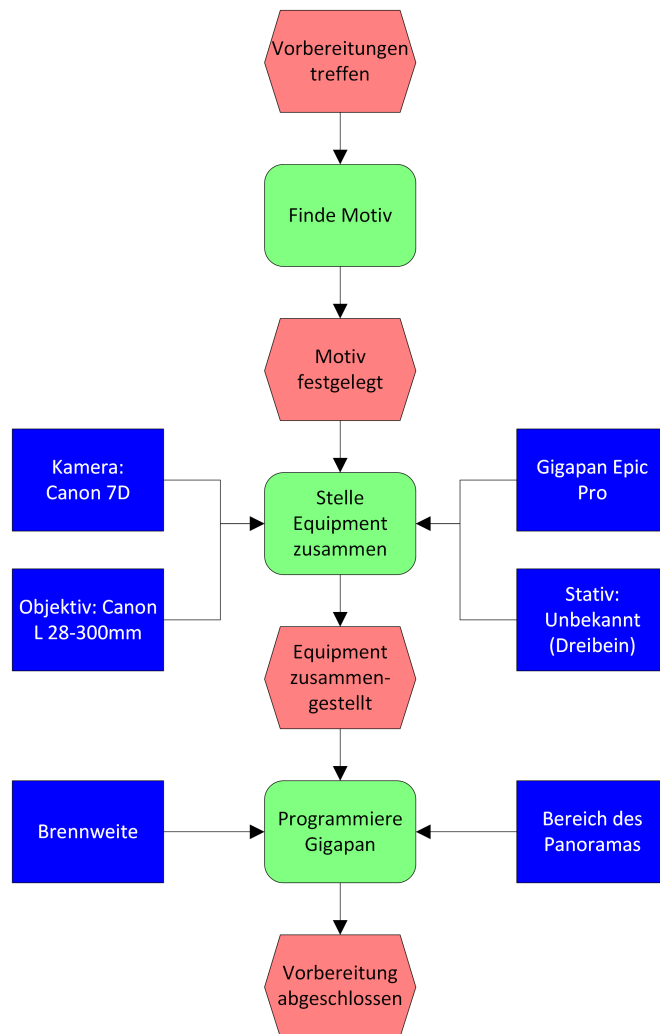 Vorbereitungen
treffen
Finde Motiv
Motiv
festgelegt
Kamera:
Canon 7D
Gigapan Epic
Pro
Stelle
Equipment
zusammen
Objektiv: Canon
L 28-300mm
Stativ:
Unbekannt
(Dreibein)
Equipment
zusammen-
gestellt
Brennweite
Programmiere
Gigapan
Bereich des
Panoramas
Vorbereitung
abgeschlossen